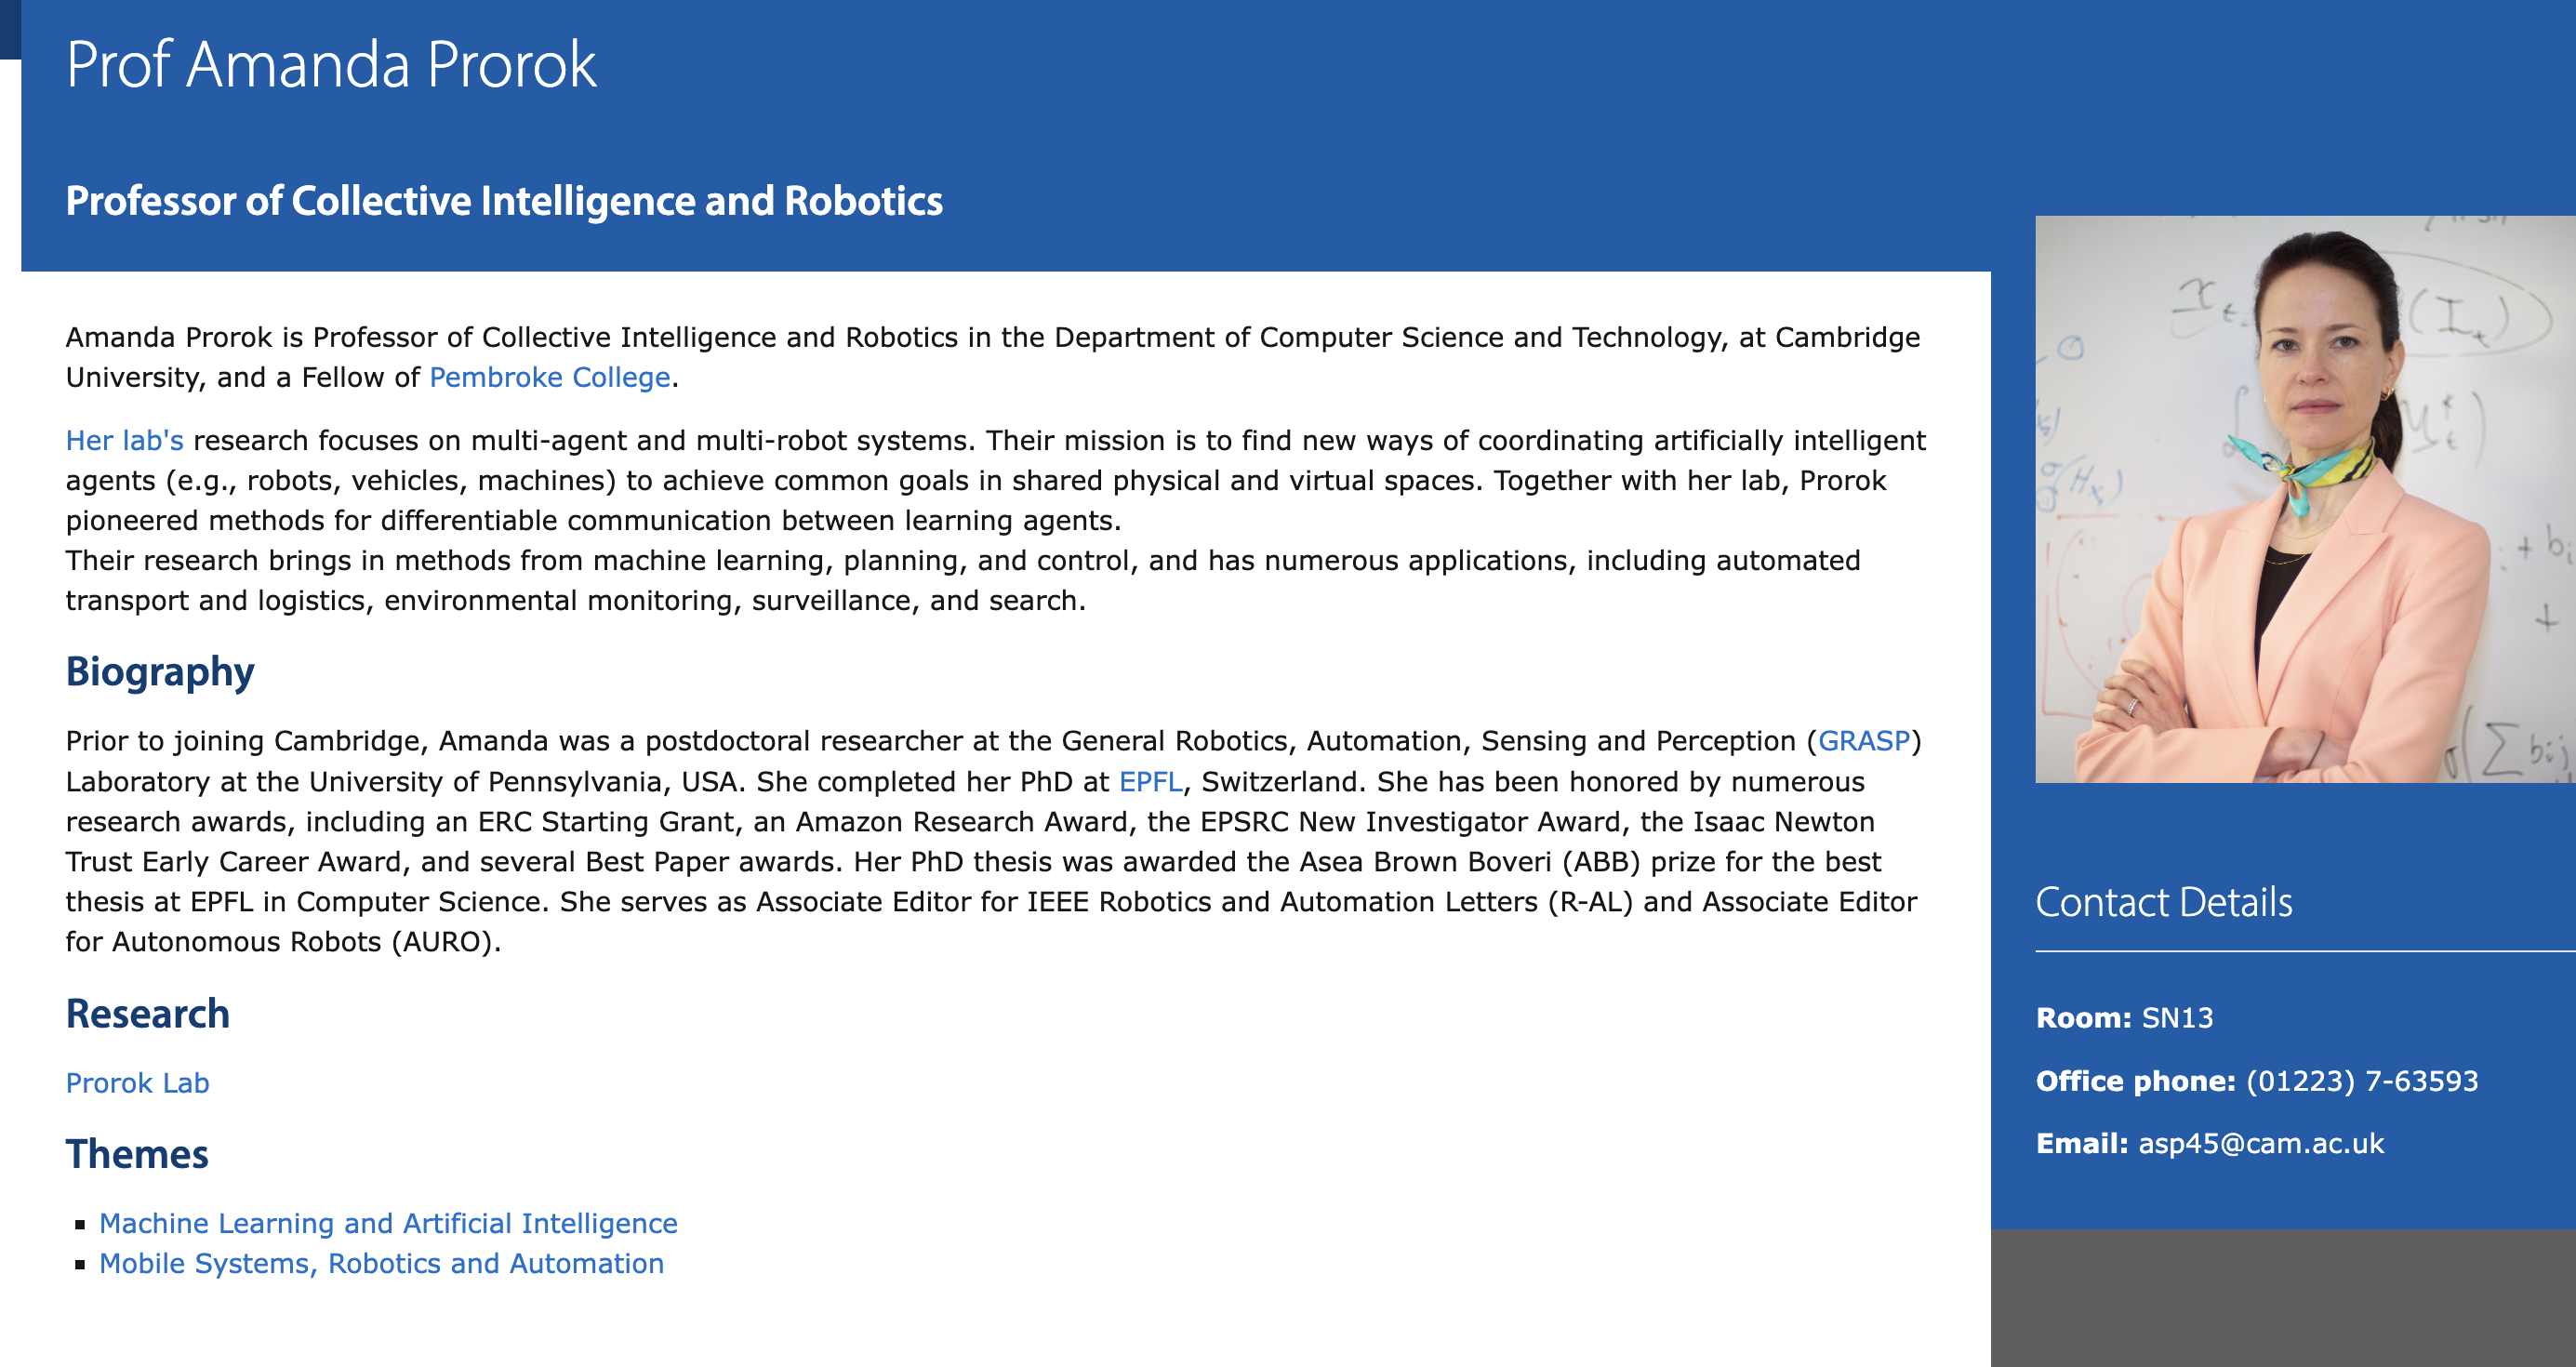 Prof Amanda Prorok
Professor of Collective Intelligence and Robotics
Amanda Prorok is Professor of Collective Intelligence and Robotics in the Department of Computer Science and Technology, at Cambridge
University, and a Fellow of Pembroke College.
Her lab's research focuses on multi-agent and multi-robot systems. Their mission is to find new ways of coordinating artificially intelligent
agents (e.g., robots, vehicles, machines) to achieve common goals in shared physical and virtual spaces. Together with her lab, Prorok
pioneered methods for differentiable communication between learning agents.
Their research brings in methods from machine learning, planning, and control, and has numerous applications, including automated
transport and logistics, environmental monitoring, surveillance, and search.
Biography
Prior to joining Cambridge, Amanda was a postdoctoral researcher at the General Robotics, Automation, Sensing and Perception (GRASP)
Laboratory at the University of Pennsylvania, USA. She completed her PhD at EPFL, Switzerland. She has been honored by numerous
research awards, including an ERC Starting Grant, an Amazon Research Award, the EPSRC New Investigator Award, the Isaac Newton
Trust Early Career Award, and several Best Paper awards. Her PhD thesis was awarded the Asea Brown Boveri (ABB) prize for the best
thesis at EPFL in Computer Science. She serves as Associate Editor for IEEE Robotics and Automation Letters (R-AL) and Associate Editor
for Autonomous Robots (AURO).
Research
Prorok Lab
Themes
▪ Machine Learning and Artificial Intelligence
▪ Mobile Systems, Robotics and Automation
(I_t)
Contact Details
Room: SN13
Office phone: (01223) 7-63593
Email: asp45@cam.ac.uk